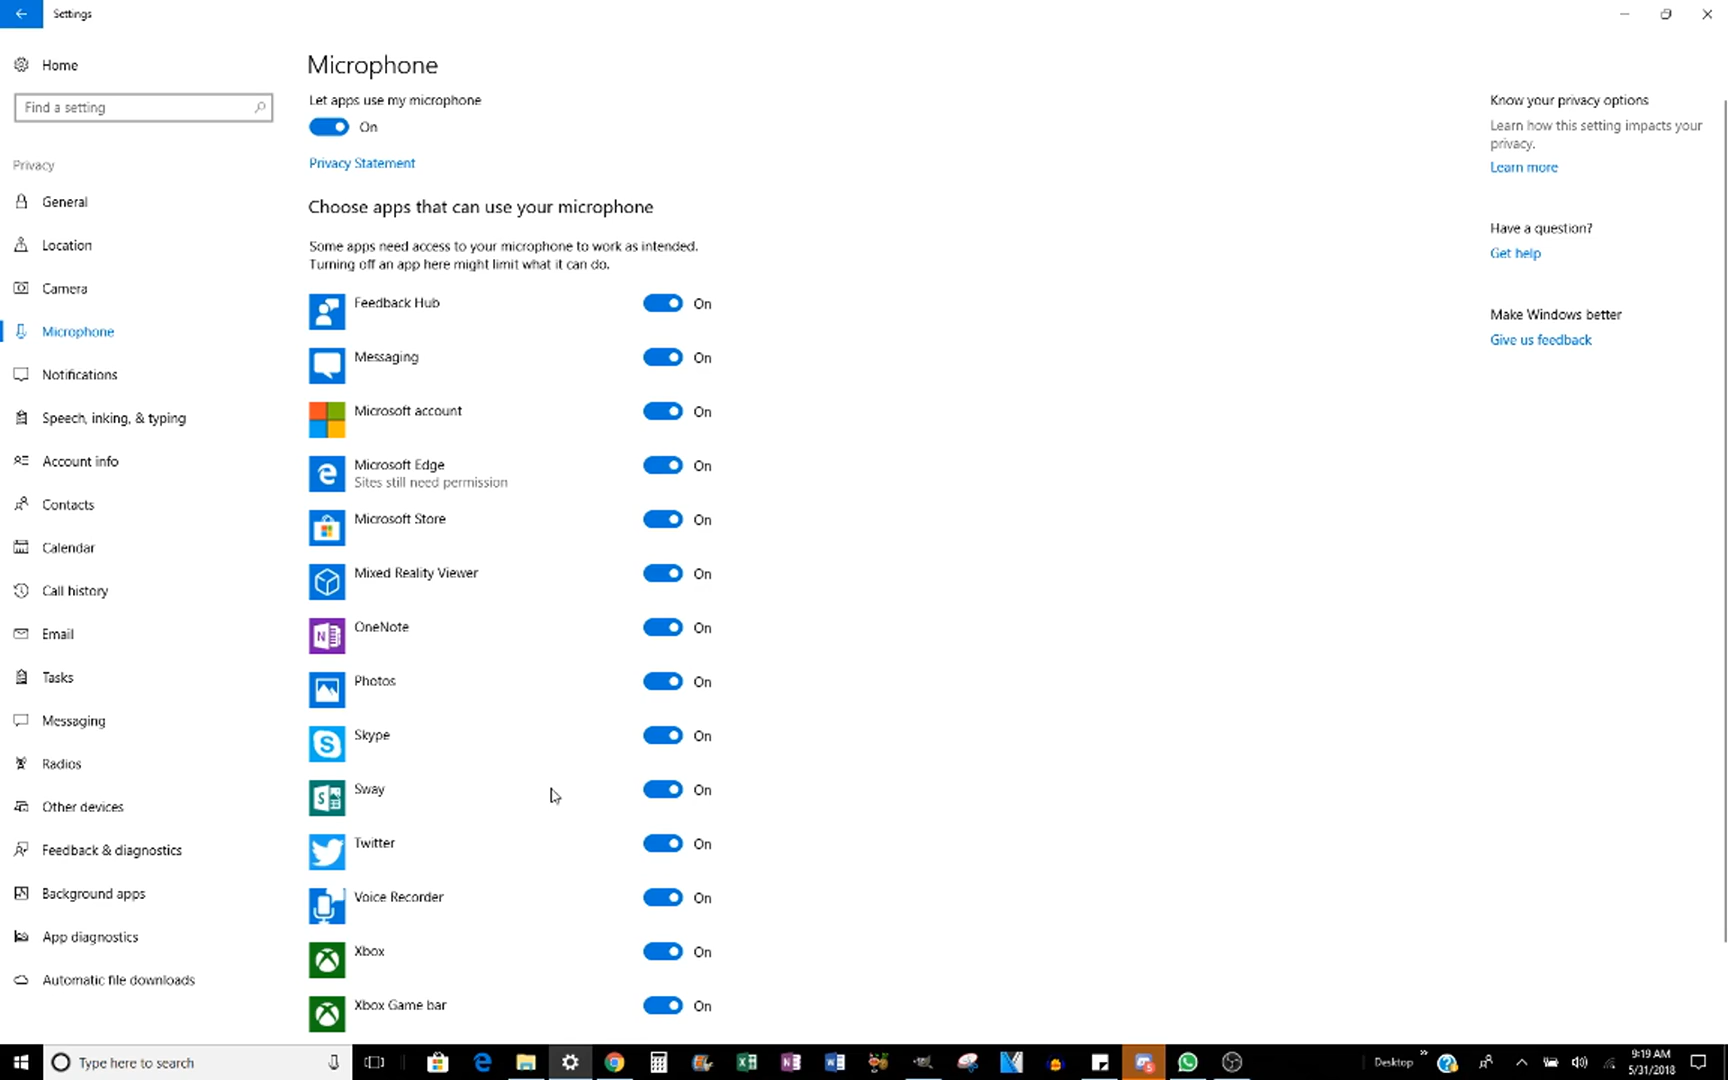 Settings
Home
Find a setting
Privacy
General
Location
Camera
Microphone
Notifications
Speech, inking, & typing
Account info
Contacts
Calendar
Call history
Email
Tasks
Messaging
Radios
Other devices
Feedback & diagnostics
Background apps
App diagnostics
Automatic file downloads
Microphone
Let apps use my microphone
On
Privacy Statement
Choose apps that can use your microphone
Some apps need access to your microphone to work as intended.
Turning off an app here might limit what it can do.
Feedback Hub On
Messaging On
Microsoft account On
Microsoft Edge On
Sites still need permission
Microsoft Store On
Mixed Reality Viewer On
OneNote On
Photos On
Skype On
Sway On
Twitter On
Voice Recorder On
Xbox On
Xbox Game bar On
Know your privacy options
Learn how this setting impacts your
privacy.
Learn more
Have a question?
Get help
Make Windows better
Give us feedback
Type here to search
Desktop
9:19 AM
5/31/2018